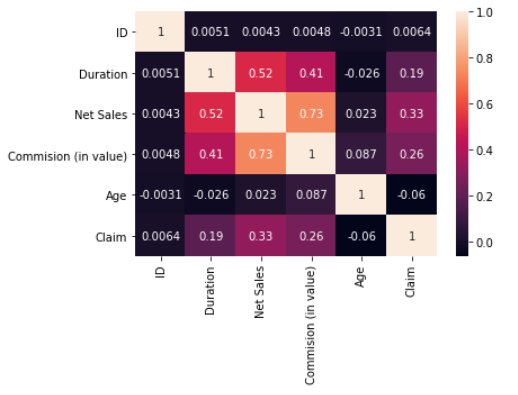 ID 1 0.0051 0.0043 0.0048 -0.0031 0.0064
Duration 0.0051 1 0.52 0.41 -0.026 0.19
Net Sales 0.0043 0.52 1 0.73 0.023 0.33
Commision (in value) 0.0048 0.41 0.73 1 0.087 0.26
Age -0.0031 -0.026 0.023 0.087 1 -0.06
Claim 0.0064 0.19 0.33 0.26 -0.06 1
ID
Duration
Net Sales
Commision (in value)
Age
Claim
1.0
0.8
0.6
0.4
0.2
0.0